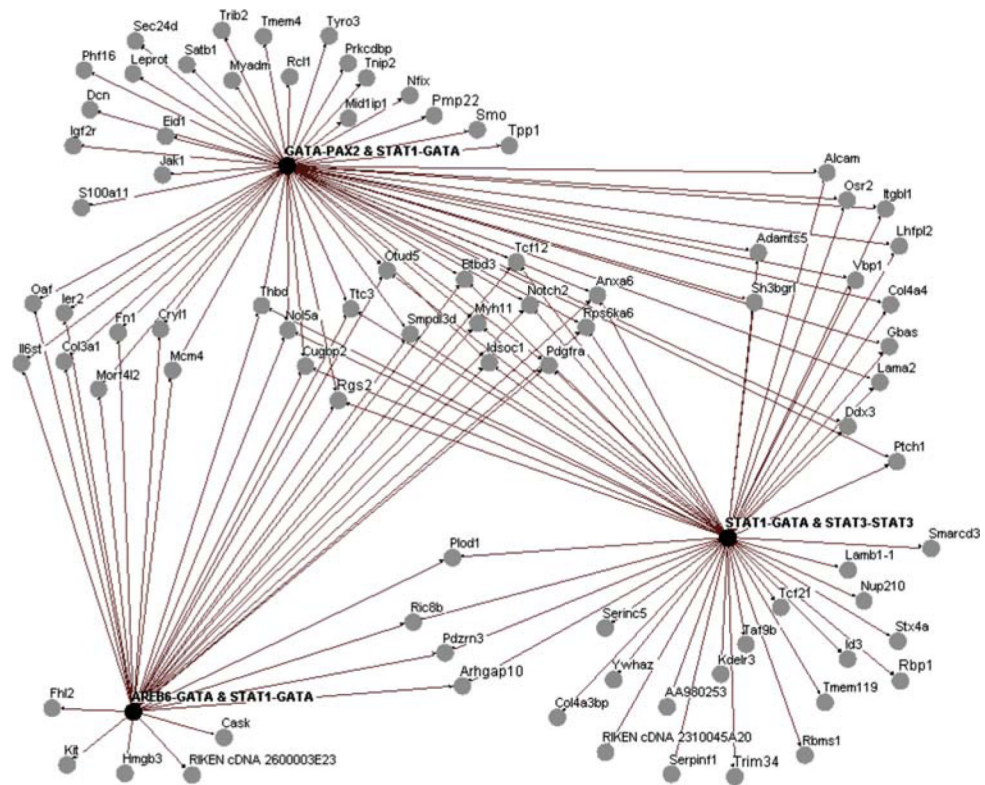 Trib2
Tmem4
Tyro3
Sec24d
Satb1
Prkcdbp
Phf16
Leprot
Myadm
Rcl1
Tnip2
Nfix
Dcn
Mid1ip1
Pmp22
Eid1
Smo
Igf2r
Tpp1
GATA-PAX2 & STAT1-GATA
Jak1
Alcam
S100a11
Osr2
Itgbl1
Adamts5
Lhfpl2
Tcf12
Otud5
Btbd3
Anxa6
Vbp1
Oaf
Ier2
Thbd
Ttc3
Notch2
Sh3bgrl
Col4a4
Fn1
Cryl1
Nol5a
Smpdl3d
Myh11
Rps6ka6
Gbas
Il6st
Col3a1
Mcm4
Cugbp2
Idsoc1
Pdgfra
Lama2
Morf4l2
Rgs2
Ddx3
Ptch1
STAT1-GATA & STAT3-STAT3
Smarcd3
Plod1
Lamb1-1
Nup210
Ric8b
Serinc5
Tcf21
Stx4a
Pdzrn3
Taf9b
Id3
Arhgap10
Ywhaz
Kdelr3
Rbp1
AREB6-GATA & STAT1-GATA
Fhl2
AA980253
Tmem119
Cask
Col4a3bp
Kit
Hmgb3
RIKEN cDNA 2600003E23
RIKEN cDNA 2310045A20
Rbms1
Serpinf1
Trim34